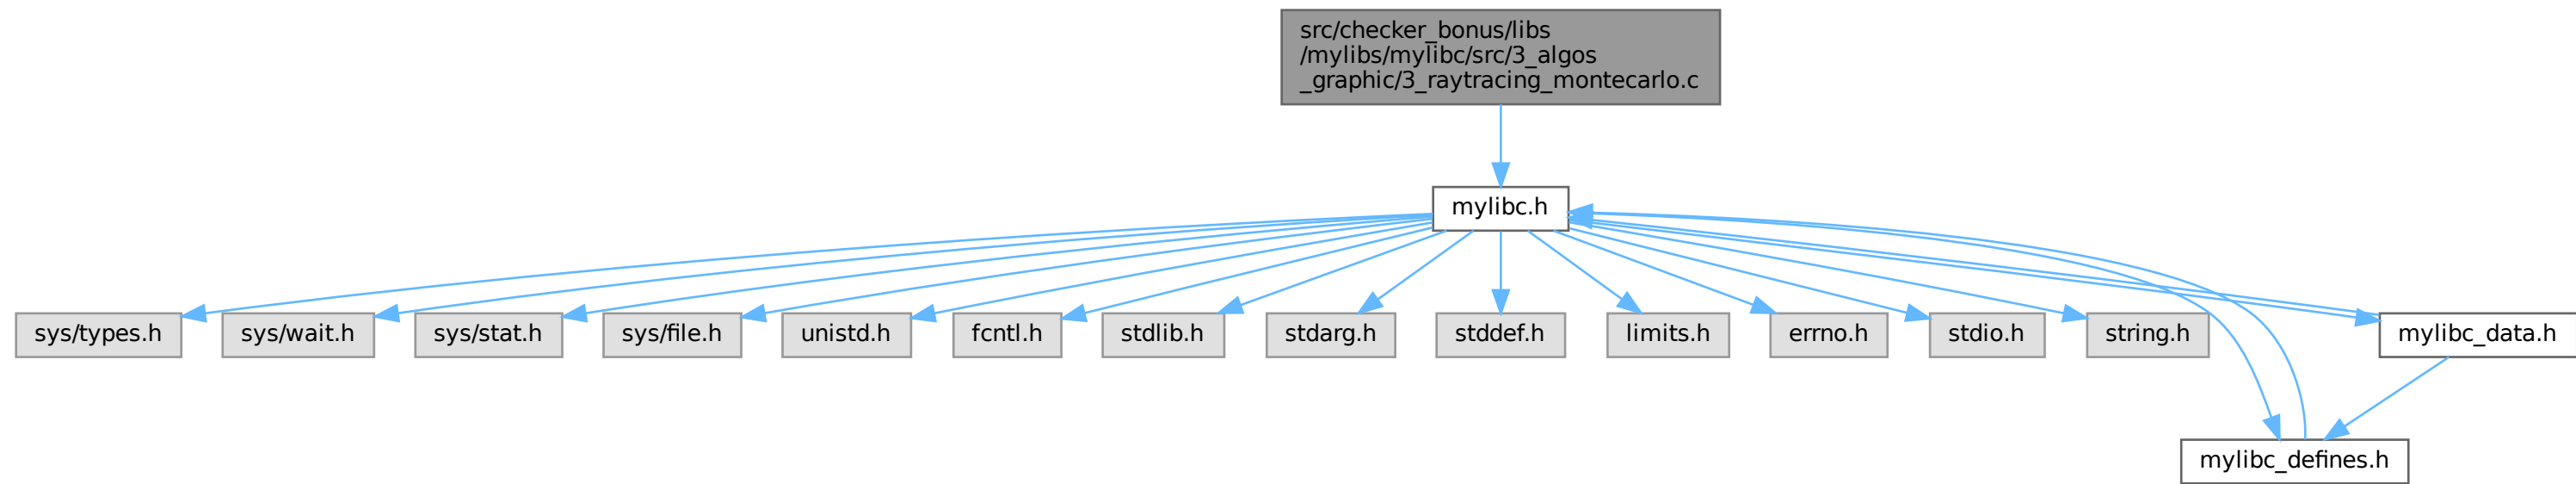 src/checker_bonus/libs
/mylibs/mylibc/src/3_algos
_graphic/3_raytracing_montecarlo.c
mylibc.h
sys/types.h
sys/wait.h
sys/stat.h
sys/file.h
unistd.h
fcntl.h
stdlib.h
stdarg.h
stddef.h
limits.h
errno.h
stdio.h
string.h
mylibc_data.h
mylibc_defines.h